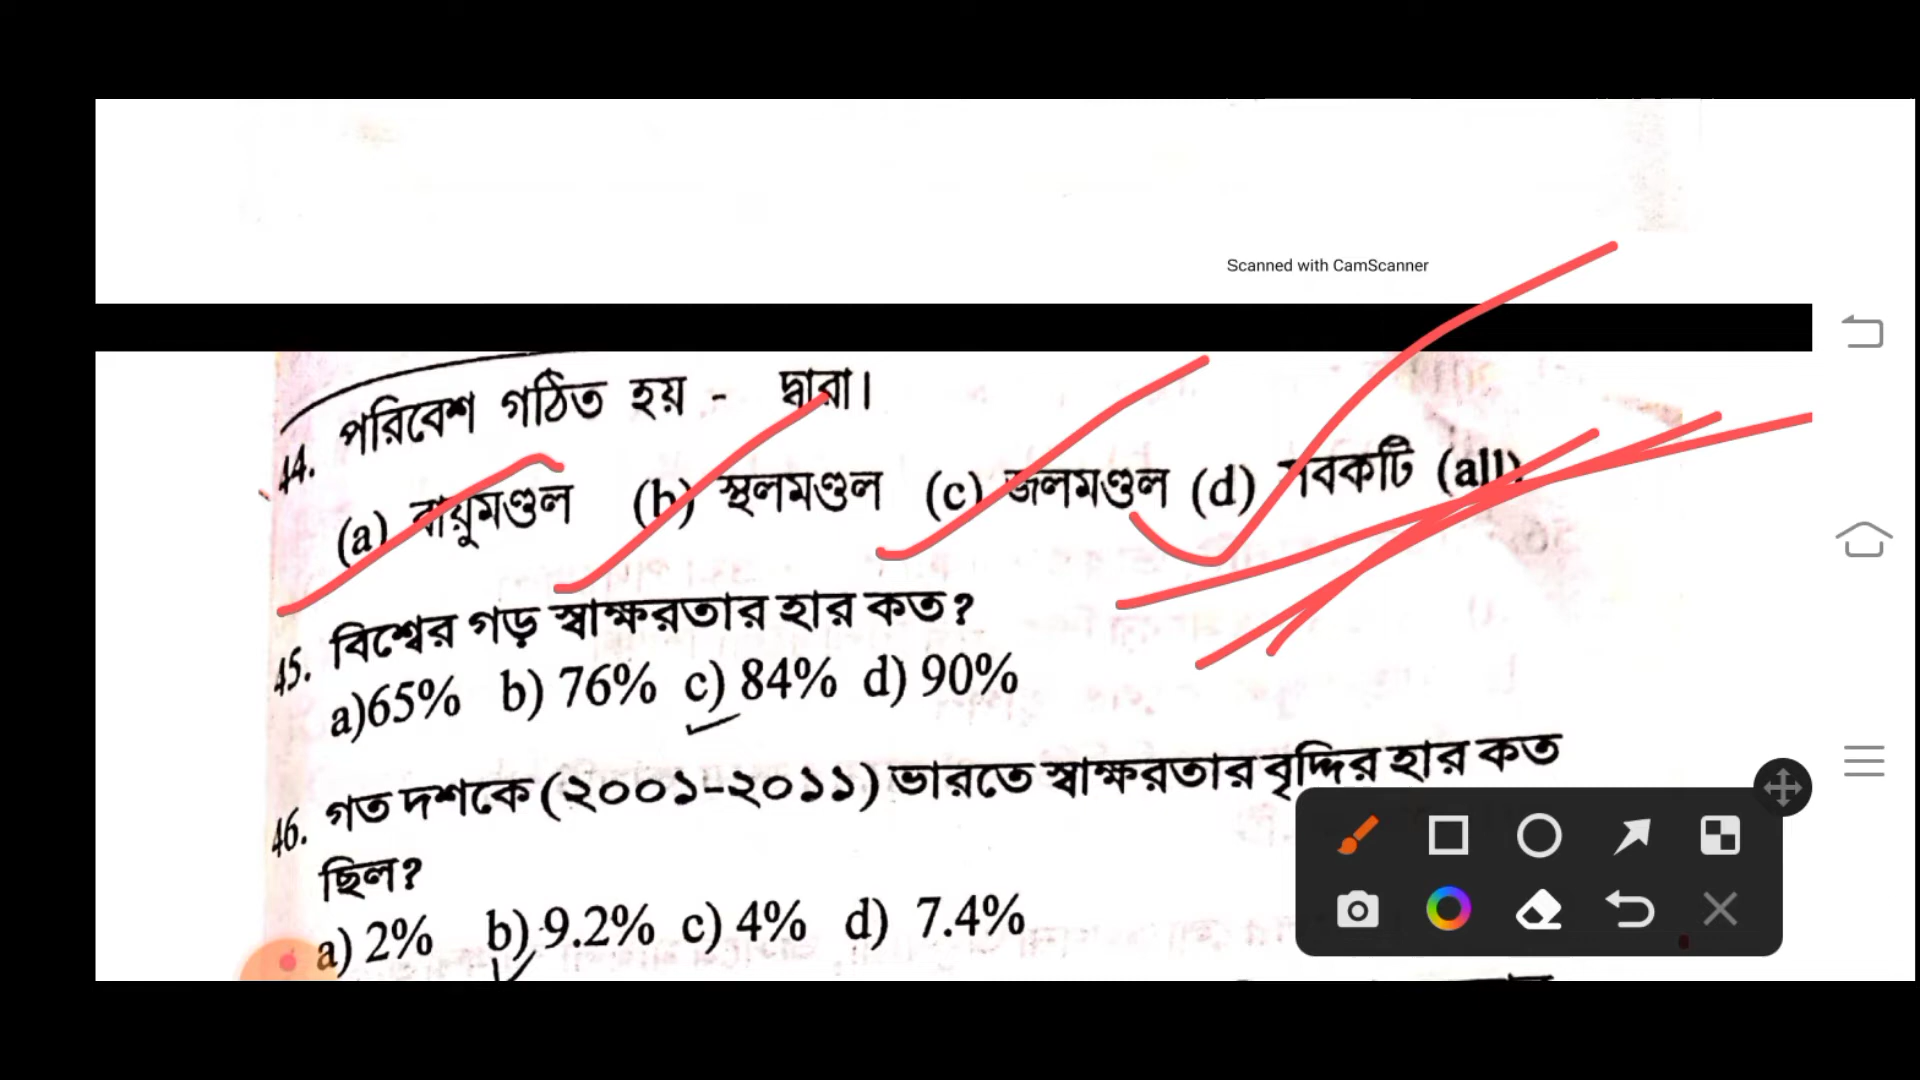 Scanned with CamScanner
44. পরিবেশ গঠিত হয় - দ্বারা।
(a) বায়ুমণ্ডল (b) স্থলমণ্ডল (c) জলমণ্ডল (d) সবকটি (all)
45. বিশ্বের গড় স্বাক্ষরতার হার কত?
a)65% b) 76% c) 84% d) 90%
46. গত দশকে (২০০১-২০১১) ভারতে স্বাক্ষরতার বৃদ্দির হার কত
ছিল?
a) 2% b) 9.2% c) 4% d) 7.4%